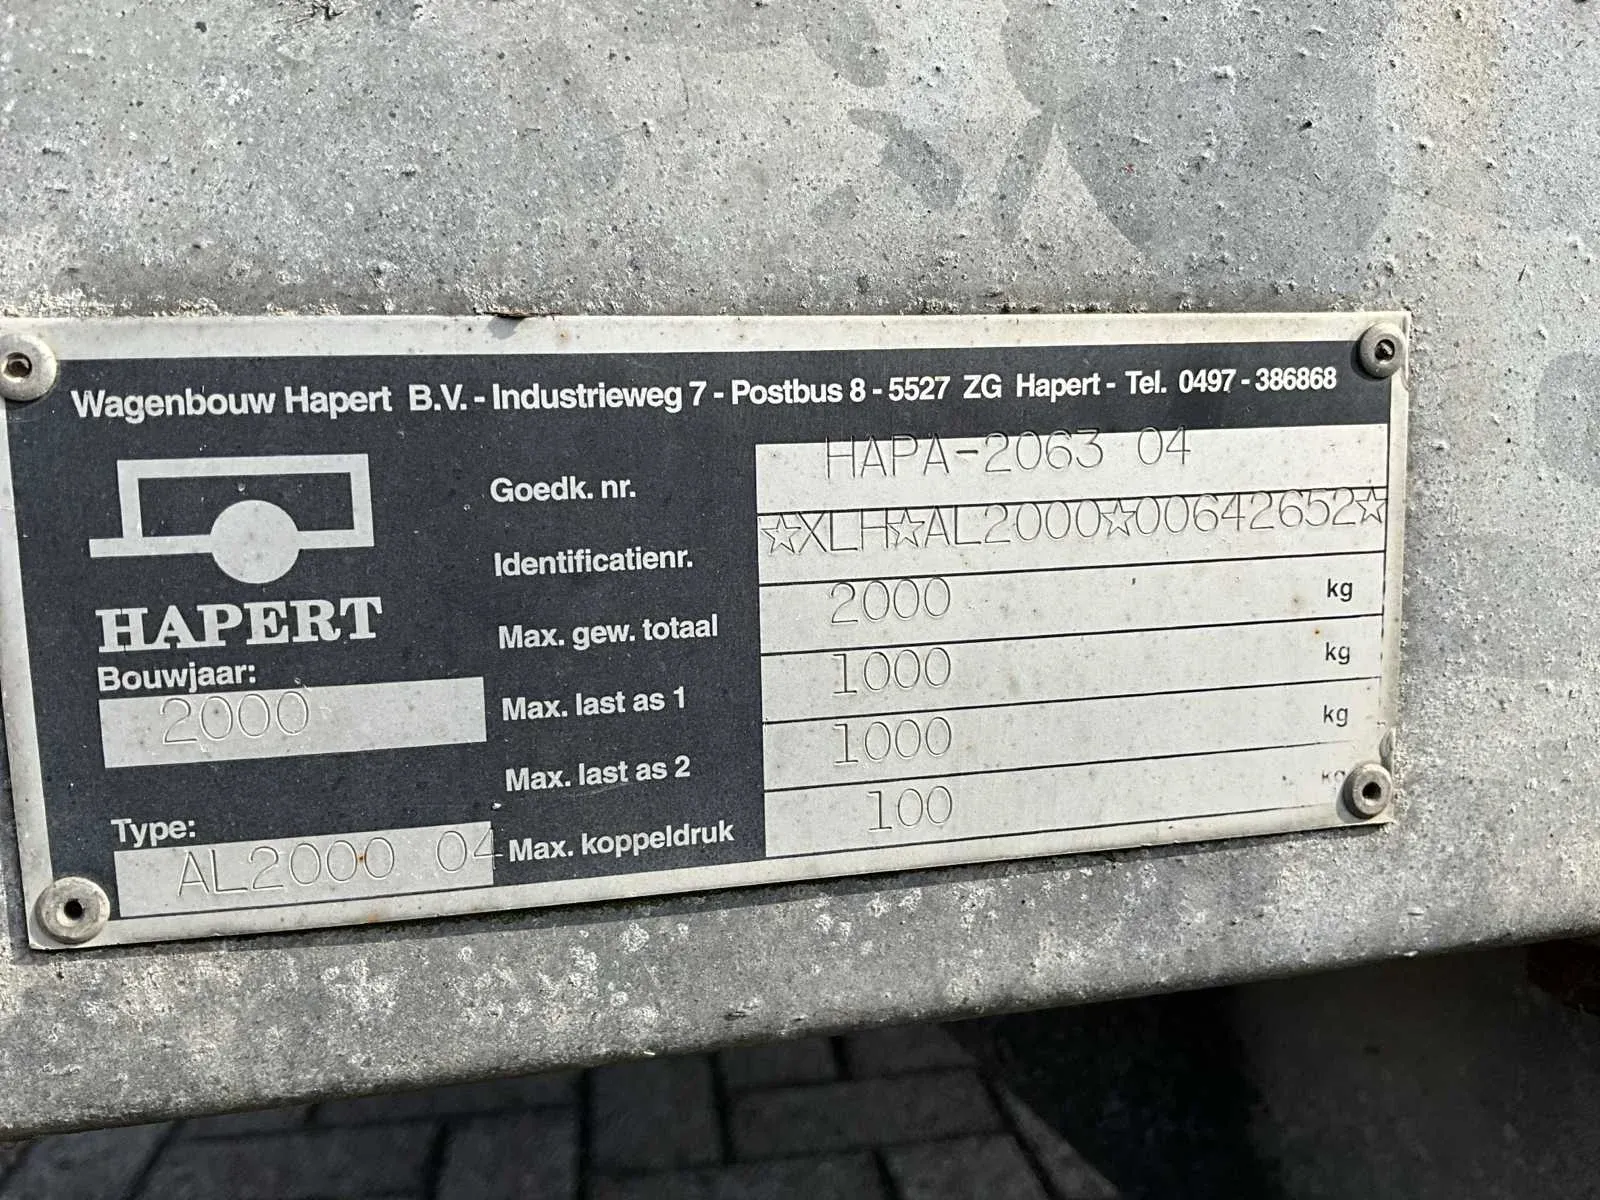 Wagenbouw Hapert B.V. - Industrieweg 7 - Postbus 8 - 5527 ZG Hapert - Tel. 0497 - 386868
HAPERT
Bouwjaar:
2000
Type:
AL2000 04
Goedk. nr. HAPA-2063 04
Identificatienr. ☆XLH☆AL2000☆00642652☆
Max. gew. totaal 2000 kg
Max. last as 1 1000 kg
Max. last as 2 1000 kg
Max. koppeldruk 100 kg